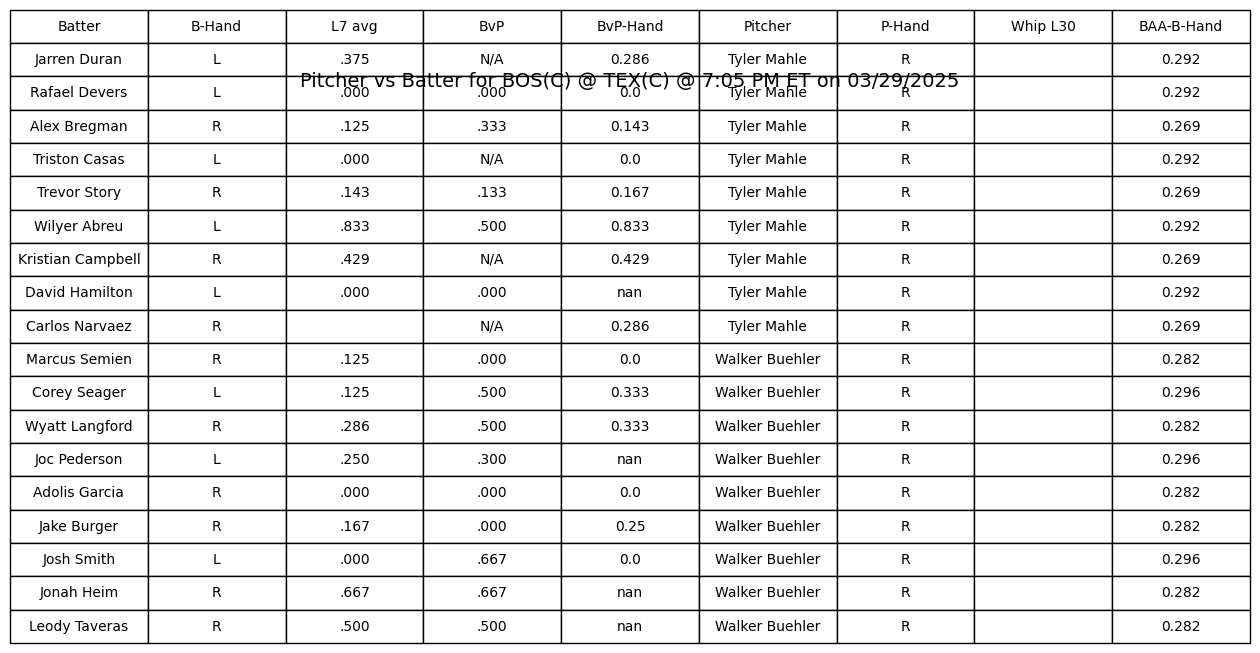 Batter B-Hand L7 avg BvP BvP-Hand Pitcher P-Hand Whip L30 BAA-B-Hand
Jarren Duran L .375 N/A 0.286 Tyler Mahle R 0.292
Pitcher vs Batter for BOS(C) @ TEX(C) @ 7:05 PM ET on 03/29/2025
Rafael Devers L .000 .000 0.0 Tyler Mahle R 0.292
Alex Bregman R .125 .333 0.143 Tyler Mahle R 0.269
Triston Casas L .000 N/A 0.0 Tyler Mahle R 0.292
Trevor Story R .143 .133 0.167 Tyler Mahle R 0.269
Wilyer Abreu L .833 .500 0.833 Tyler Mahle R 0.292
Kristian Campbell R .429 N/A 0.429 Tyler Mahle R 0.269
David Hamilton L .000 .000 nan Tyler Mahle R 0.292
Carlos Narvaez R N/A 0.286 Tyler Mahle R 0.269
Marcus Semien R .125 .000 0.0 Walker Buehler R 0.282
Corey Seager L .125 .500 0.333 Walker Buehler R 0.296
Wyatt Langford R .286 .500 0.333 Walker Buehler R 0.282
Joc Pederson L .250 .300 nan Walker Buehler R 0.296
Adolis Garcia R .000 .000 0.0 Walker Buehler R 0.282
Jake Burger R .167 .000 0.25 Walker Buehler R 0.282
Josh Smith L .000 .667 0.0 Walker Buehler R 0.296
Jonah Heim R .667 .667 nan Walker Buehler R 0.282
Leody Taveras R .500 .500 nan Walker Buehler R 0.282